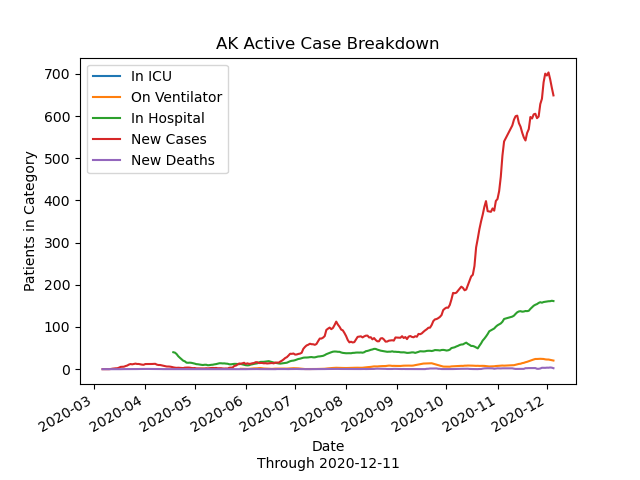 AK Active Case Breakdown
In ICU
On Ventilator
In Hospital
New Cases
New Deaths
Patients in Category
700
600
500
400
300
200
100
0
2020-03
2020-04
2020-05
2020-06
2020-07
2020-08
2020-09
2020-10
2020-11
2020-12
Date
Through 2020-12-11